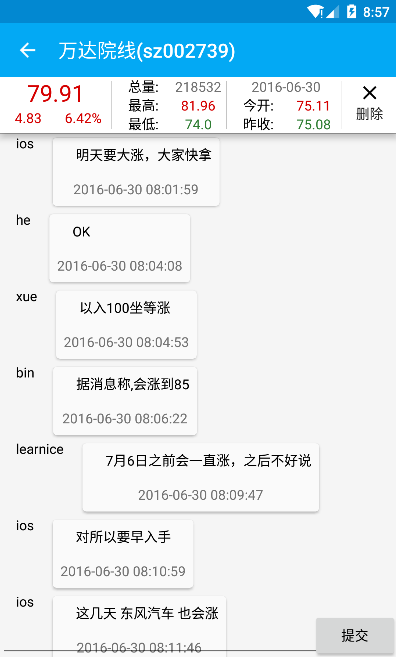 8:57
万达院线(sz002739)
79.91
4.83 6.42%
总量: 218532
最高: 81.96
最低: 74.0
2016-06-30
今开: 75.11
昨收: 75.08
删除
ios
明天要大涨，大家快拿
2016-06-30 08:01:59
he
OK
2016-06-30 08:04:08
xue
以入100坐等涨
2016-06-30 08:04:53
bin
据消息称,会涨到85
2016-06-30 08:06:22
learnice
7月6日之前会一直涨，之后不好说
2016-06-30 08:09:47
ios
对所以要早入手
2016-06-30 08:10:59
ios
这几天 东风汽车 也会涨
2016-06-30 08:11:46
提交